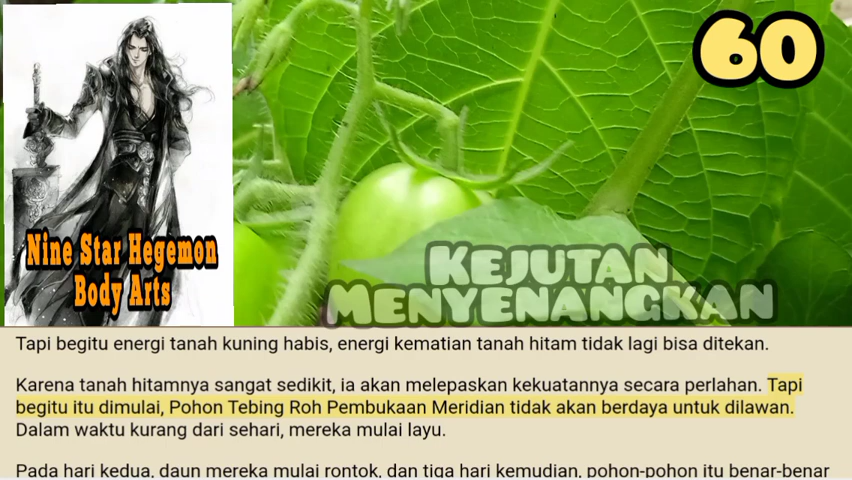 60
Nine Star Hegemon
Body Arts
KEJUTAN
MENYENANGKAN
Tapi begitu energi tanah kuning habis, energi kematian tanah hitam tidak lagi bisa ditekan.
Karena tanah hitamnya sangat sedikit, ia akan melepaskan kekuatannya secara perlahan. Tapi
begitu itu dimulai, Pohon Tebing Roh Pembukaan Meridian tidak akan berdaya untuk dilawan.
Dalam waktu kurang dari sehari, mereka mulai layu.
Pada hari kedua, daun mereka mulai rontok, dan tiga hari kemudian, pohon-pohon itu benar-benar